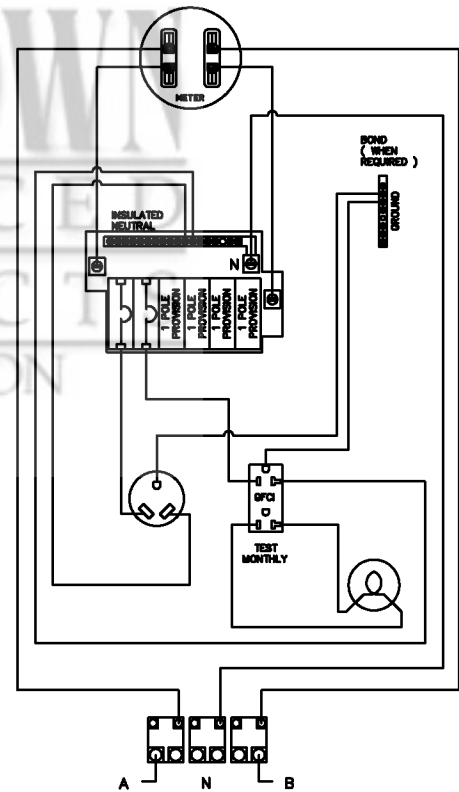 METER
BOND
( WHEN
REQUIRED )
GROUND
INSULATED
NEUTRAL
N
1 POLE
PROVISION
1 POLE
PROVISION
1 POLE
PROVISION
1 POLE
PROVISION
GFCI
TEST
MONTHLY
A
N
B